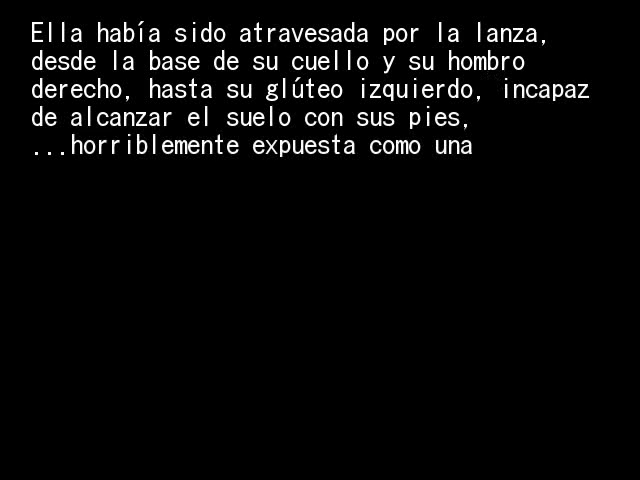 Ella había sido atravesada por la lanza,
desde la base de su cuello y su hombro
derecho, hasta su glúteo izquierdo, incapaz
de alcanzar el suelo con sus pies,
...horriblemente expuesta como una